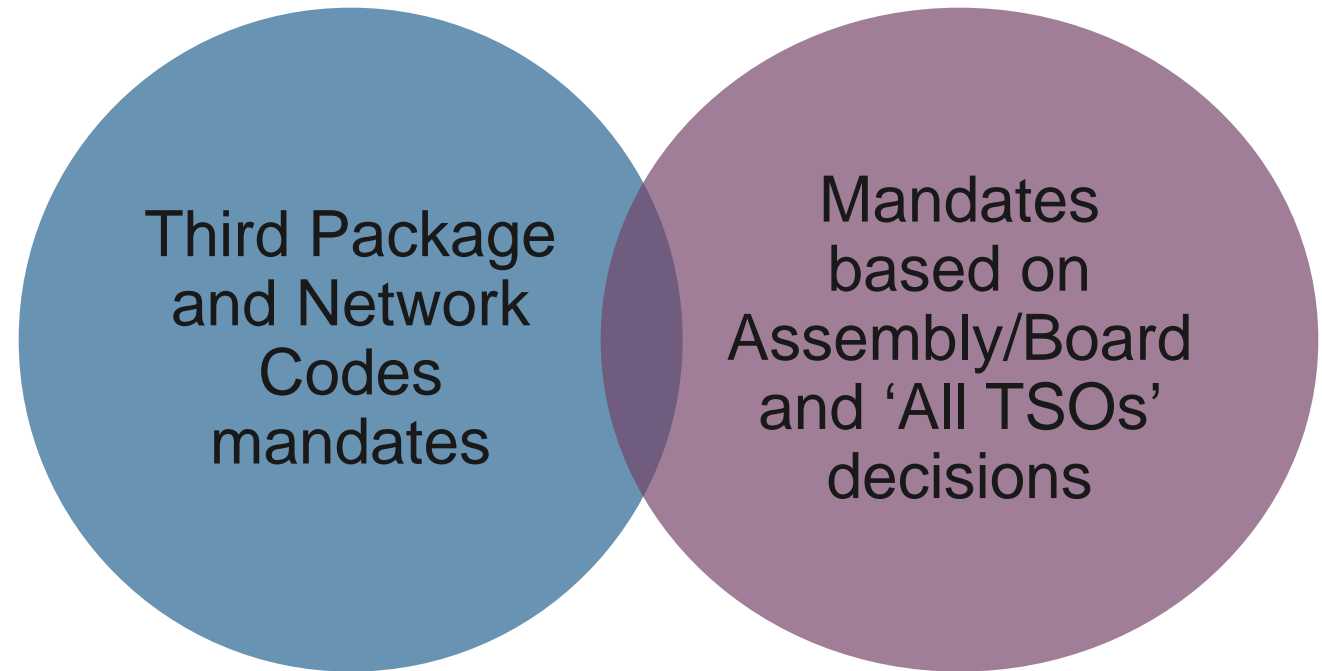 Third Package
and Network
Codes
mandates
Mandates
based on
Assembly/Board
and ‘All TSOs’
decisions